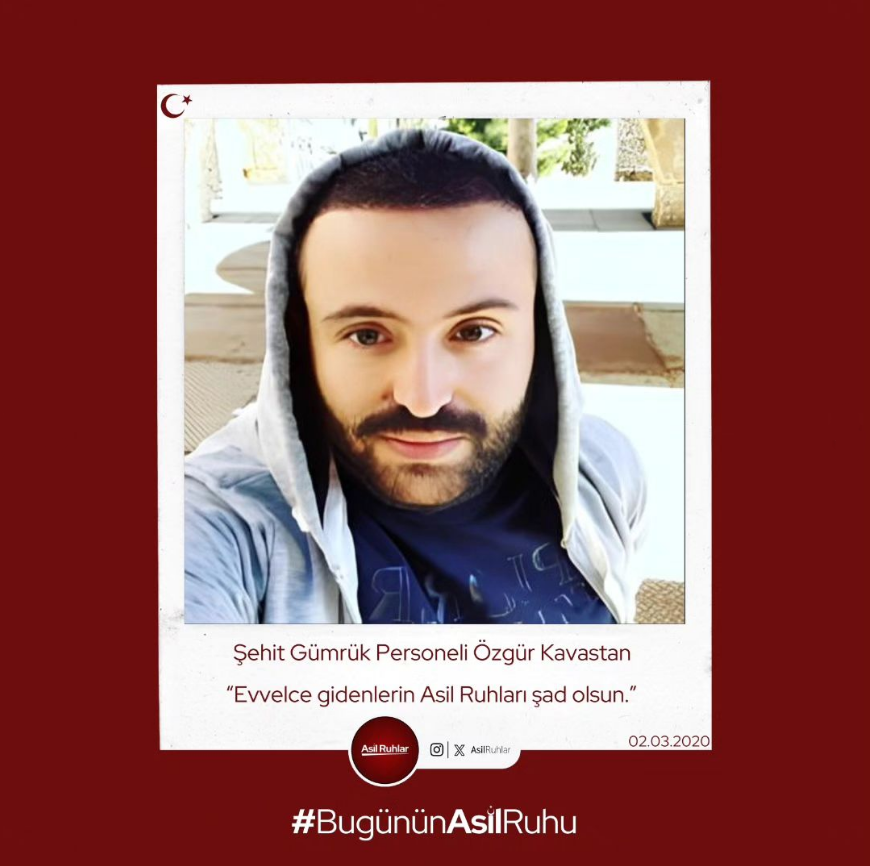 Şehit Gümrük Personeli Özgür Kavastan
“Evvelce gidenlerin Asil Ruhları şad olsun.”
02.03.2020
Asil Ruhlar
AsilRuhlar
#BugününAsilRuhu